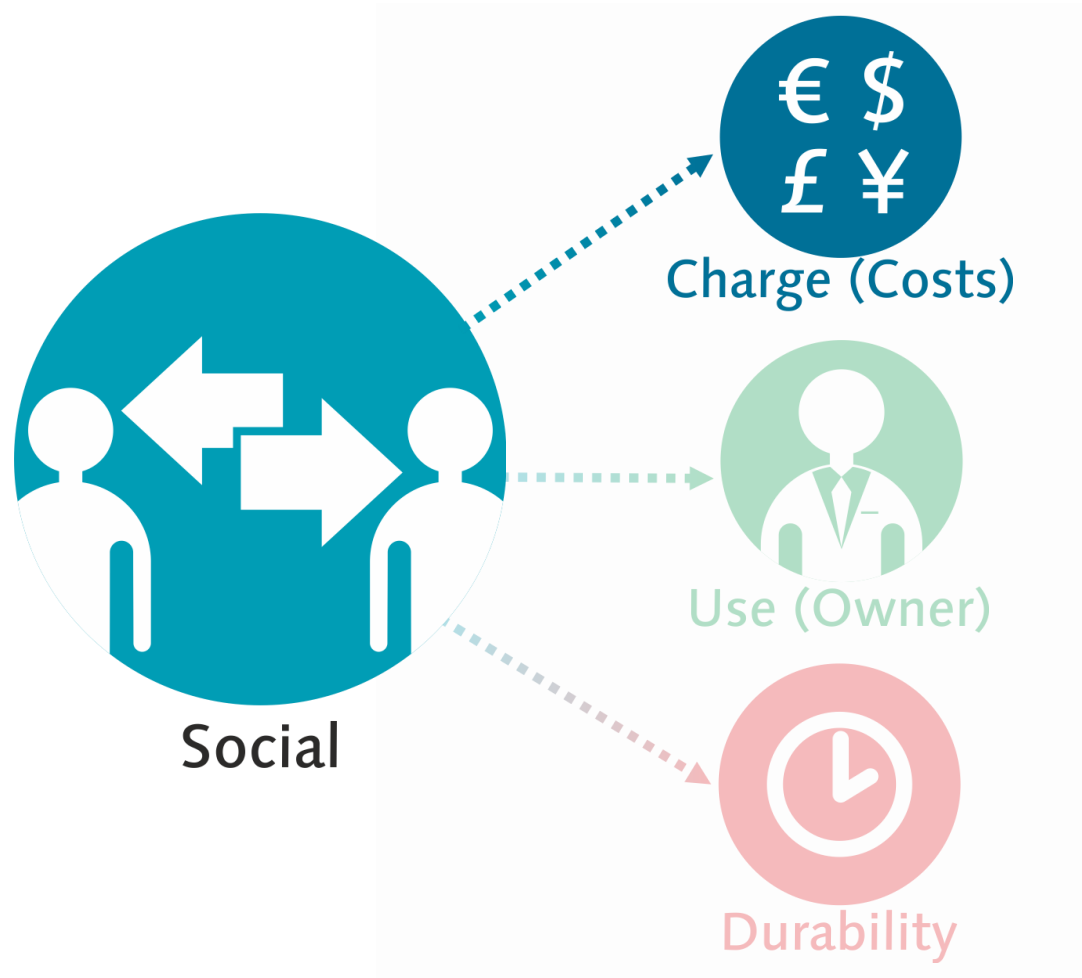 € $
£ ¥
Charge (Costs)
Use (Owner)
Social
Durability